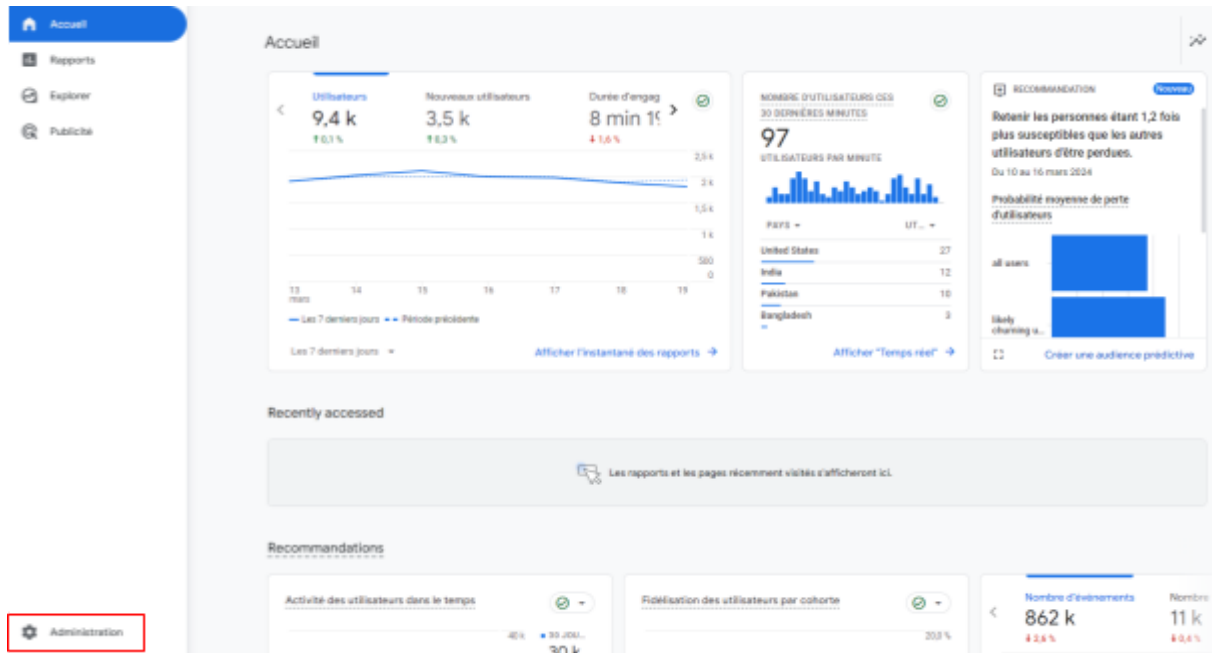 Accueil
Rapports
Explorer
Publicité
Administration
Accueil
Utilisateurs
9,4 k
↑ 0,1 %
Nouveaux utilisateurs
3,5 k
↑ 0,3 %
Durée d'engag
8 min 1
↓ 1,6 %
2,5 k
2 k
1,5 k
1 k
500
0
13 14 15 16 17 18 19
mars
Les 7 derniers jours Période précédente
Les 7 derniers jours
Afficher l'instantané des rapports →
NOMBRE D'UTILISATEURS CES
30 DERNIÈRES MINUTES
97
UTILISATEURS PAR MINUTE
PAYS UT...
United States 27
India 12
Pakistan 10
Bangladesh 3
Afficher "Temps réel" →
RECOMMANDATION Nouveau
Retenir les personnes étant 1,2 fois
plus susceptibles que les autres
utilisateurs d'être perdues.
Du 10 au 16 mars 2024
Probabilité moyenne de perte
d'utilisateurs
all users
likely
churning u...
Créer une audience prédictive
Recently accessed
Les rapports et les pages récemment visités s'afficheront ici.
Recommandations
Activité des utilisateurs dans le temps
40 k
30 JOU...
30 k
Fidélisation des utilisateurs par cohorte
20,0 %
Nombre d'événements
862 k
↓ 2,6 %
Nombre
11 k
↓ 0,4 %